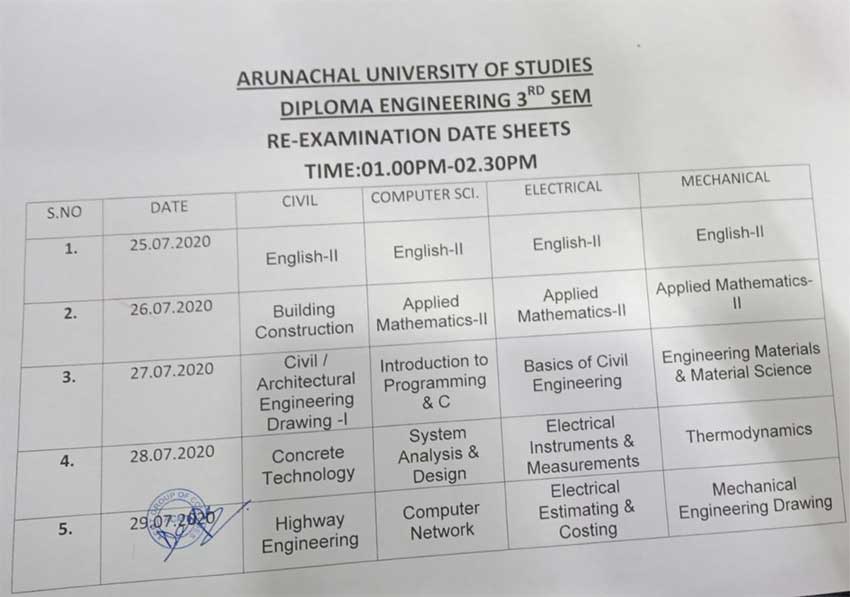 ARUNACHAL UNIVERSITY OF STUDIES
DIPLOMA ENGINEERING 3RD SEM
RE-EXAMINATION DATE SHEETS
TIME:01.00PM-02.30PM
S.NO DATE CIVIL COMPUTER SCI. ELECTRICAL MECHANICAL
1. 25.07.2020 English-II English-II English-II English-II
2. 26.07.2020 Building Construction Applied Mathematics-II Applied Mathematics-II Applied Mathematics-II
3. 27.07.2020 Civil / Architectural Engineering Drawing -I Introduction to Programming & C Basics of Civil Engineering Engineering Materials & Material Science
4. 28.07.2020 Concrete Technology System Analysis & Design Electrical Instruments & Measurements Thermodynamics
5. 29.07.2020 Highway Engineering Computer Network Electrical Estimating & Costing Mechanical Engineering Drawing
GROUP OF